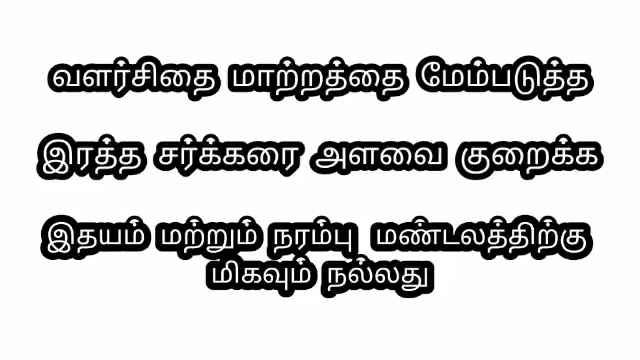 வளர்சிதை மாற்றத்தை மேம்படுத்த
இரத்த சர்க்கரை அளவை குறைக்க
இதயம் மற்றும் நரம்பு மண்டலத்திற்கு
மிகவும் நல்லது